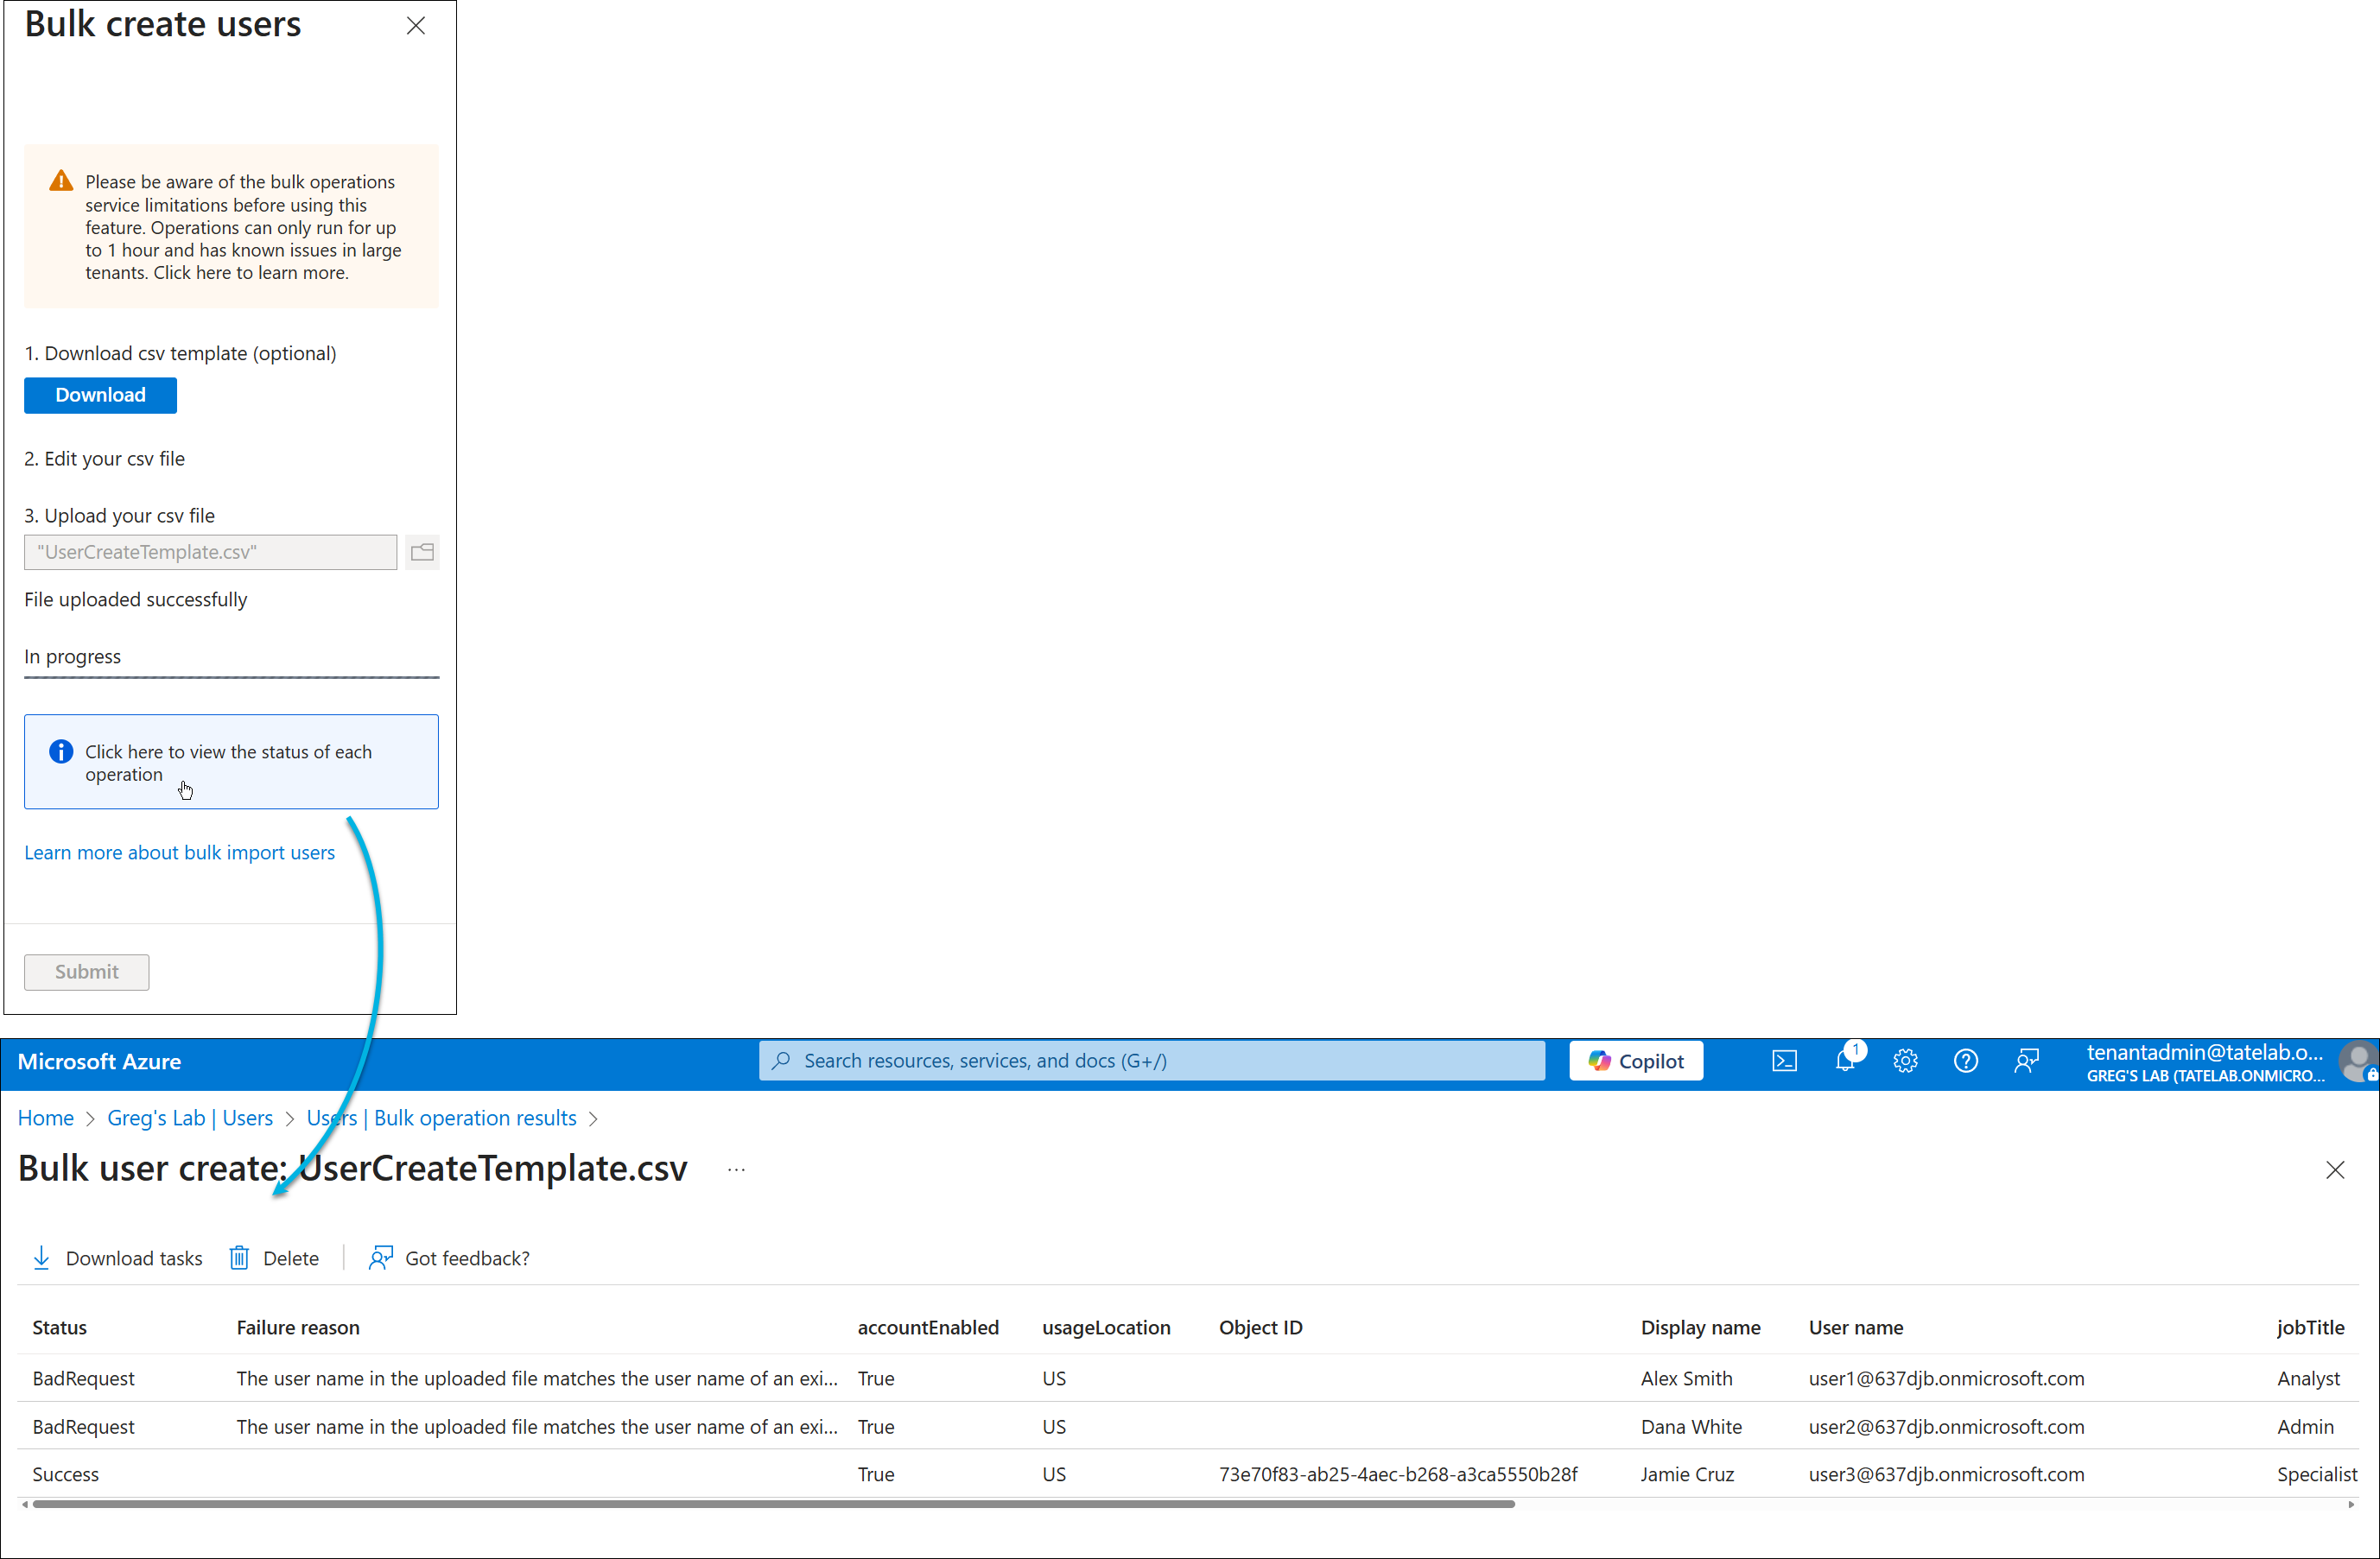 Bulk create users
Please be aware of the bulk operations
service limitations before using this
feature. Operations can only run for up
to 1 hour and has known issues in large
tenants. Click here to learn more.
1. Download csv template (optional)
Download
2. Edit your csv file
3. Upload your csv file
"UserCreateTemplate.csv"
File uploaded successfully
In progress
Click here to view the status of each
operation
Learn more about bulk import users
Submit
Microsoft Azure
Search resources, services, and docs (G+/)
Copilot
1
tenantadmin@tatelab.o...
GREG'S LAB (TATELAB.ONMICRO...
Home > Greg's Lab | Users > Users | Bulk operation results >
Bulk user create: UserCreateTemplate.csv ...
Download tasks Delete | Got feedback?
Status Failure reason accountEnabled usageLocation Object ID Display name User name jobTitle
BadRequest The user name in the uploaded file matches the user name of an exi... True US Alex Smith user1@637djb.onmicrosoft.com Analyst
BadRequest The user name in the uploaded file matches the user name of an exi... True US Dana White user2@637djb.onmicrosoft.com Admin
Success True US 73e70f83-ab25-4aec-b268-a3ca5550b28f Jamie Cruz user3@637djb.onmicrosoft.com Specialist